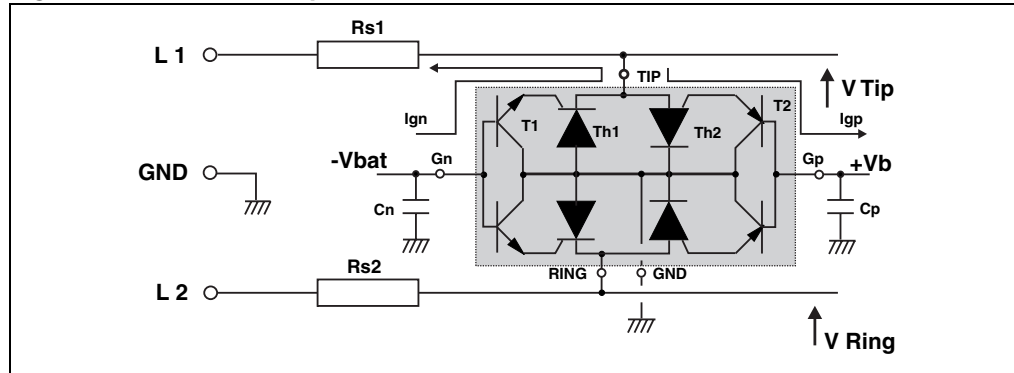 Rs1
L 1
TIP
V Tip
Ign
T1
Th1
Th2
T2
Igp
-Vbat
Gn
Gp
+Vb
GND
Cn
Cp
Rs2
RING
GND
L 2
V Ring